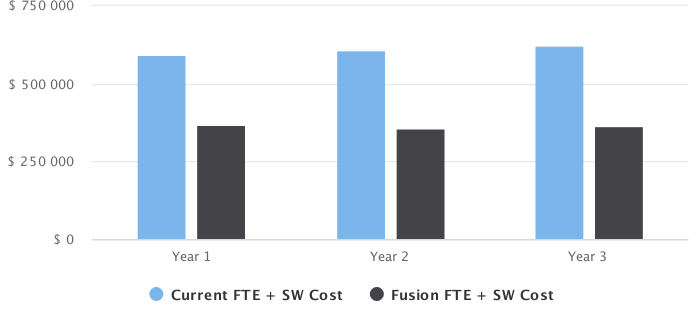 $ 750 000
$ 500 000
$ 250 000
$ 0
Year 1 Year 2 Year 3
Current FTE + SW Cost Fusion FTE + SW Cost